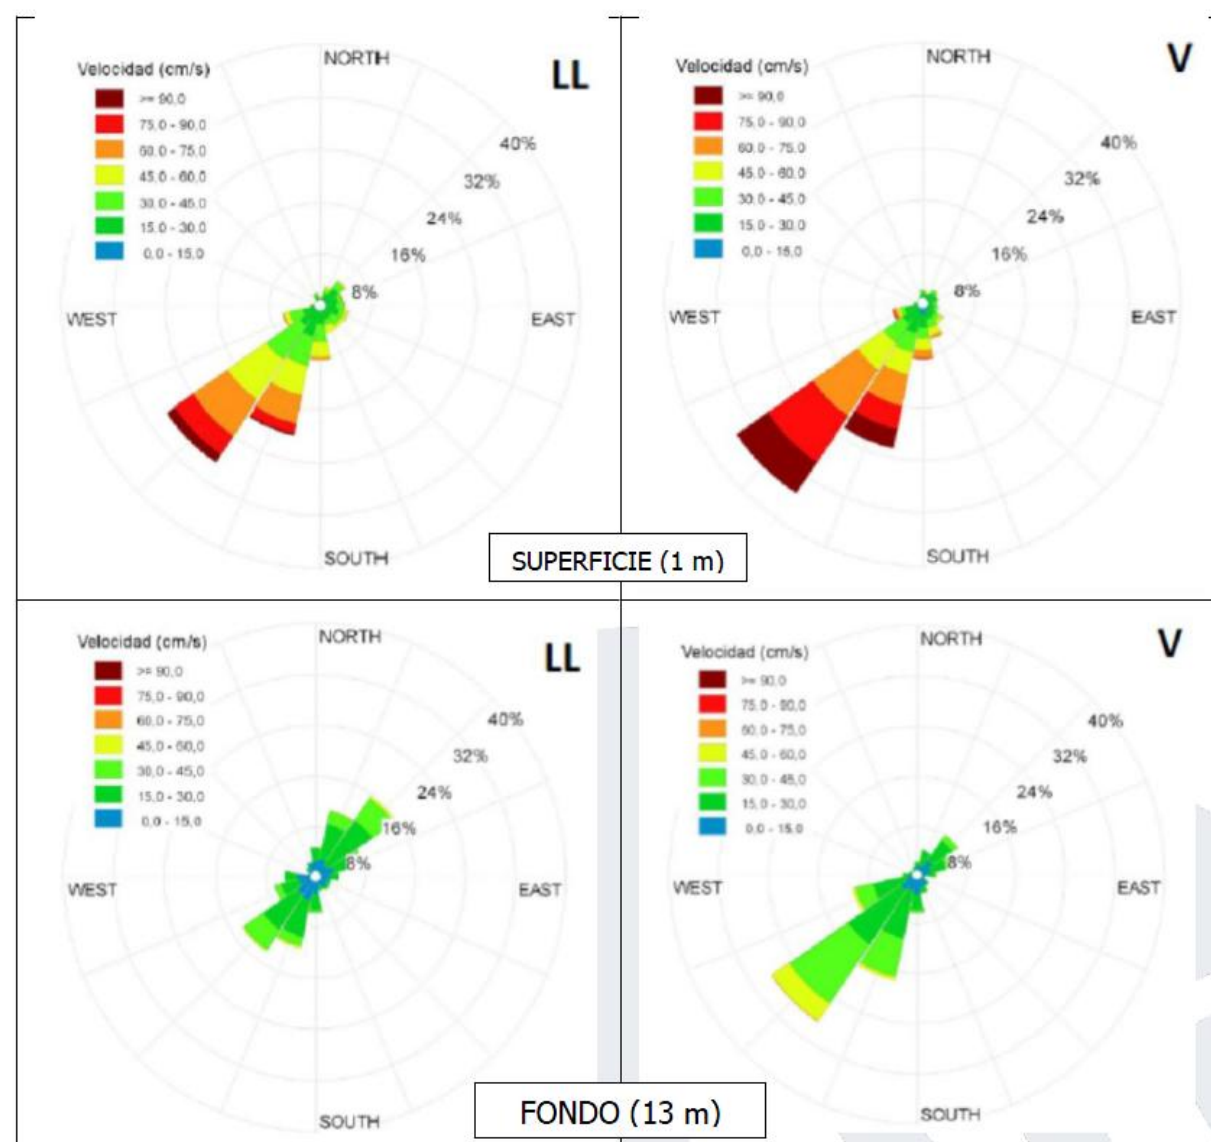 NORTH
LL
Velocidad (cm/s)
>= 90,0
75,0 - 90,0
60,0 - 75,0
45,0 - 60,0
30,0 - 45,0
15,0 - 30,0
0,0 - 15,0
40%
32%
24%
16%
8%
WEST
EAST
SOUTH
NORTH
V
Velocidad (cm/s)
>= 90,0
75,0 - 90,0
60,0 - 75,0
45,0 - 60,0
30,0 - 45,0
15,0 - 30,0
0,0 - 15,0
40%
32%
24%
16%
8%
WEST
EAST
SOUTH
SUPERFICIE (1 m)
NORTH
LL
Velocidad (cm/s)
>= 90,0
75,0 - 90,0
60,0 - 75,0
45,0 - 60,0
30,0 - 45,0
15,0 - 30,0
0,0 - 15,0
40%
32%
24%
16%
8%
WEST
EAST
SOUTH
NORTH
V
Velocidad (cm/s)
>= 90,0
75,0 - 90,0
60,0 - 75,0
45,0 - 60,0
30,0 - 45,0
15,0 - 30,0
0,0 - 15,0
40%
32%
24%
16%
8%
WEST
EAST
SOUTH
FONDO (13 m)